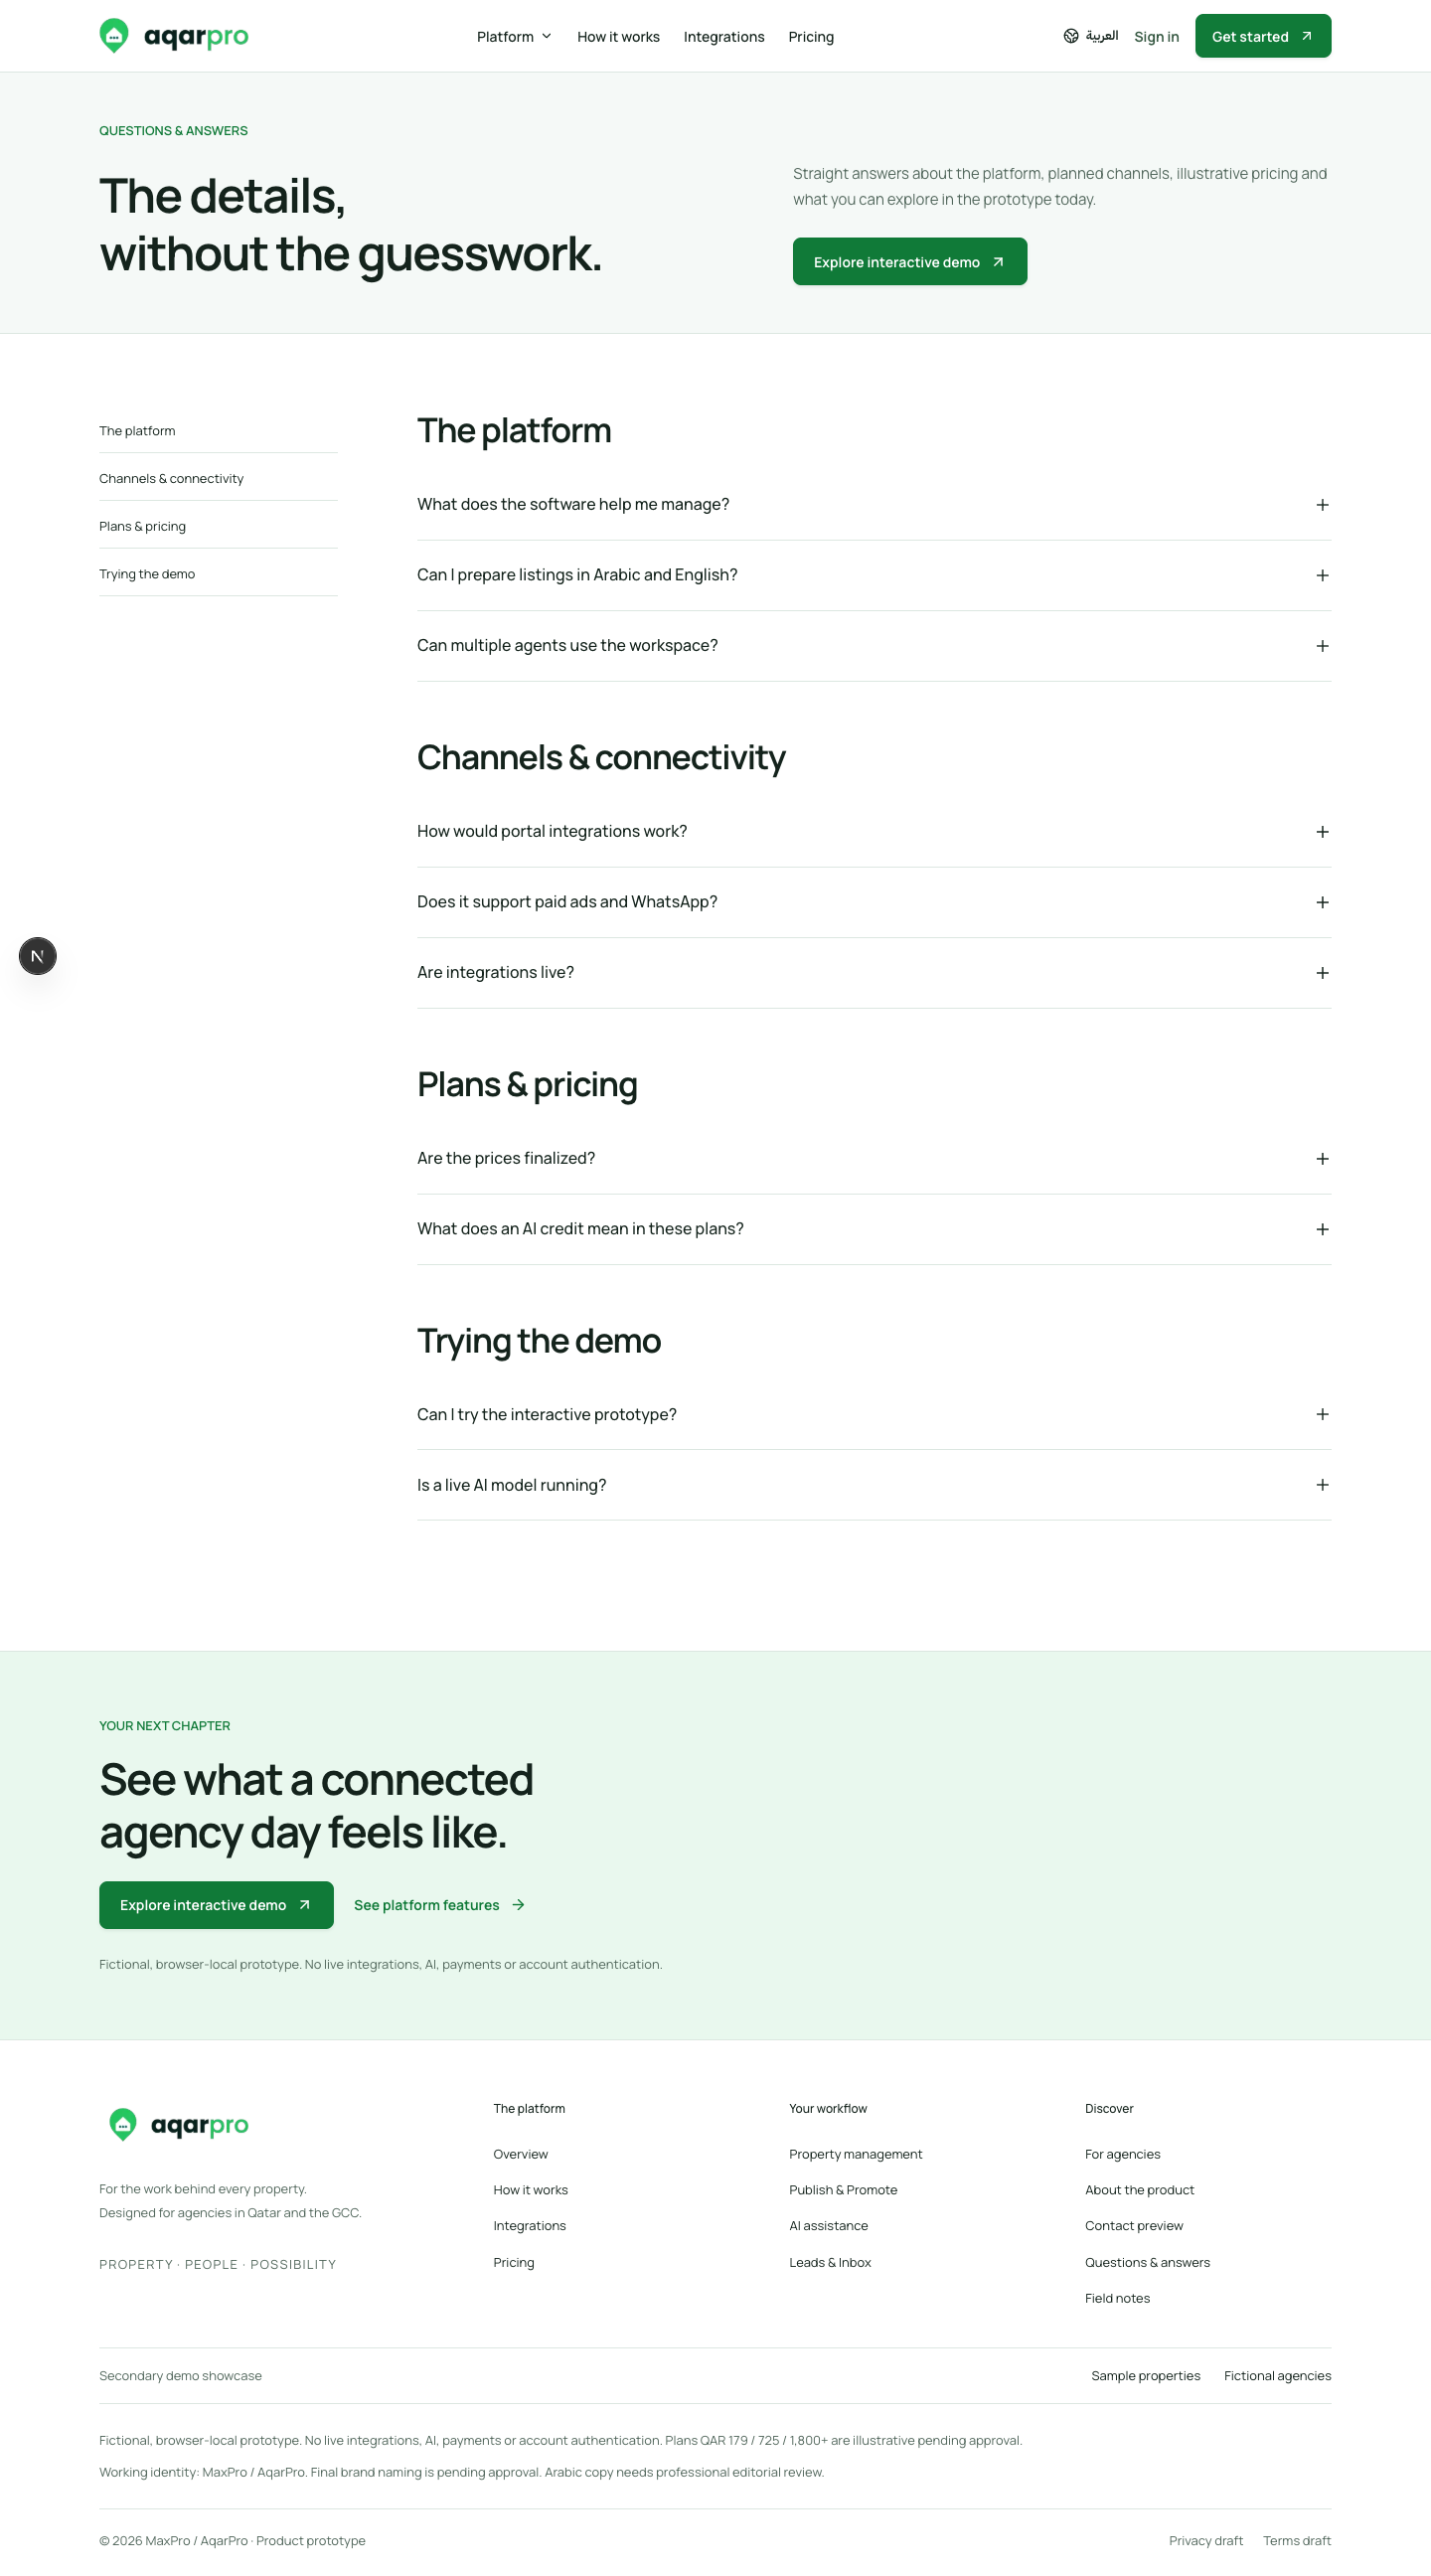 aqarpro
Platform
How it works
Integrations
Pricing
العربية
Sign in
Get started
QUESTIONS & ANSWERS
The details,
without the guesswork.
Straight answers about the platform, planned channels, illustrative pricing and
what you can explore in the prototype today.
Explore interactive demo
The platform
Channels & connectivity
Plans & pricing
Trying the demo
The platform
What does the software help me manage?
Can I prepare listings in Arabic and English?
Can multiple agents use the workspace?
Channels & connectivity
How would portal integrations work?
Does it support paid ads and WhatsApp?
Are integrations live?
N
Plans & pricing
Are the prices finalized?
What does an AI credit mean in these plans?
Trying the demo
Can I try the interactive prototype?
Is a live AI model running?
YOUR NEXT CHAPTER
See what a connected
agency day feels like.
Explore interactive demo
See platform features
Fictional, browser-local prototype. No live integrations, AI, payments or account authentication.
aqarpro
For the work behind every property.
Designed for agencies in Qatar and the GCC.
PROPERTY · PEOPLE · POSSIBILITY
The platform
Overview
How it works
Integrations
Pricing
Your workflow
Property management
Publish & Promote
AI assistance
Leads & Inbox
Discover
For agencies
About the product
Contact preview
Questions & answers
Field notes
Secondary demo showcase
Sample properties
Fictional agencies
Fictional, browser-local prototype. No live integrations, AI, payments or account authentication. Plans QAR 179 / 725 / 1,800+ are illustrative pending approval.
Working identity: MaxPro / AqarPro. Final brand naming is pending approval. Arabic copy needs professional editorial review.
© 2026 MaxPro / AqarPro · Product prototype
Privacy draft
Terms draft